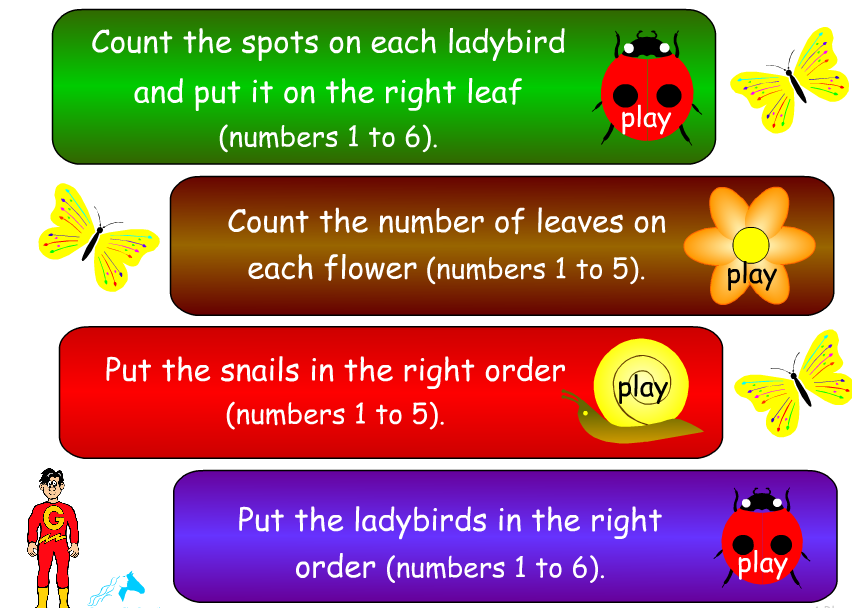 Count the spots on each ladybird
and put it on the right leaf
(numbers 1 to 6).
play
Count the number of leaves on
each flower (numbers 1 to 5).
play
Put the snails in the right order
(numbers 1 to 5).
play
G
Put the ladybirds in the right
order (numbers 1 to 6).
play